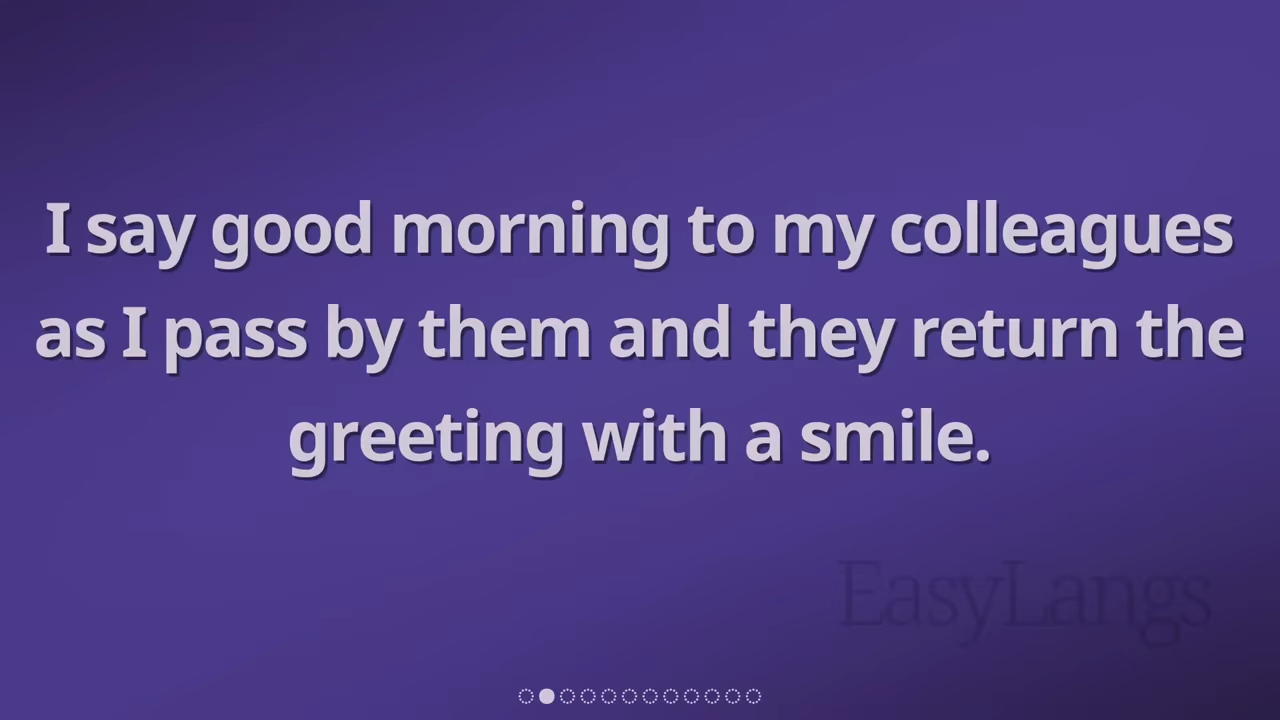 I say good morning to my colleagues
as I pass by them and they return the
greeting with a smile.
EasyLangs